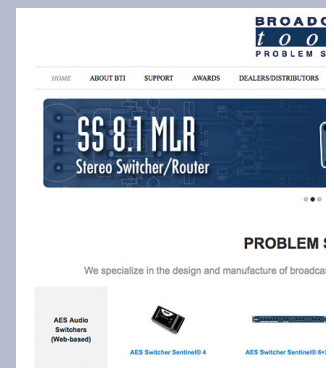 BROADC
too
PROBLEM S
HOME ABOUT BTI SUPPORT AWARDS DEALERS/DISTRIBUTORS
SS 8.1 MLR
Stereo Switcher/Router
PROBLEM S
We specialize in the design and manufacture of broadcas
AES Audio
Switchers
(Web-based)
AES Switcher Sentinel® 4 AES Switcher Sentinel® 6+